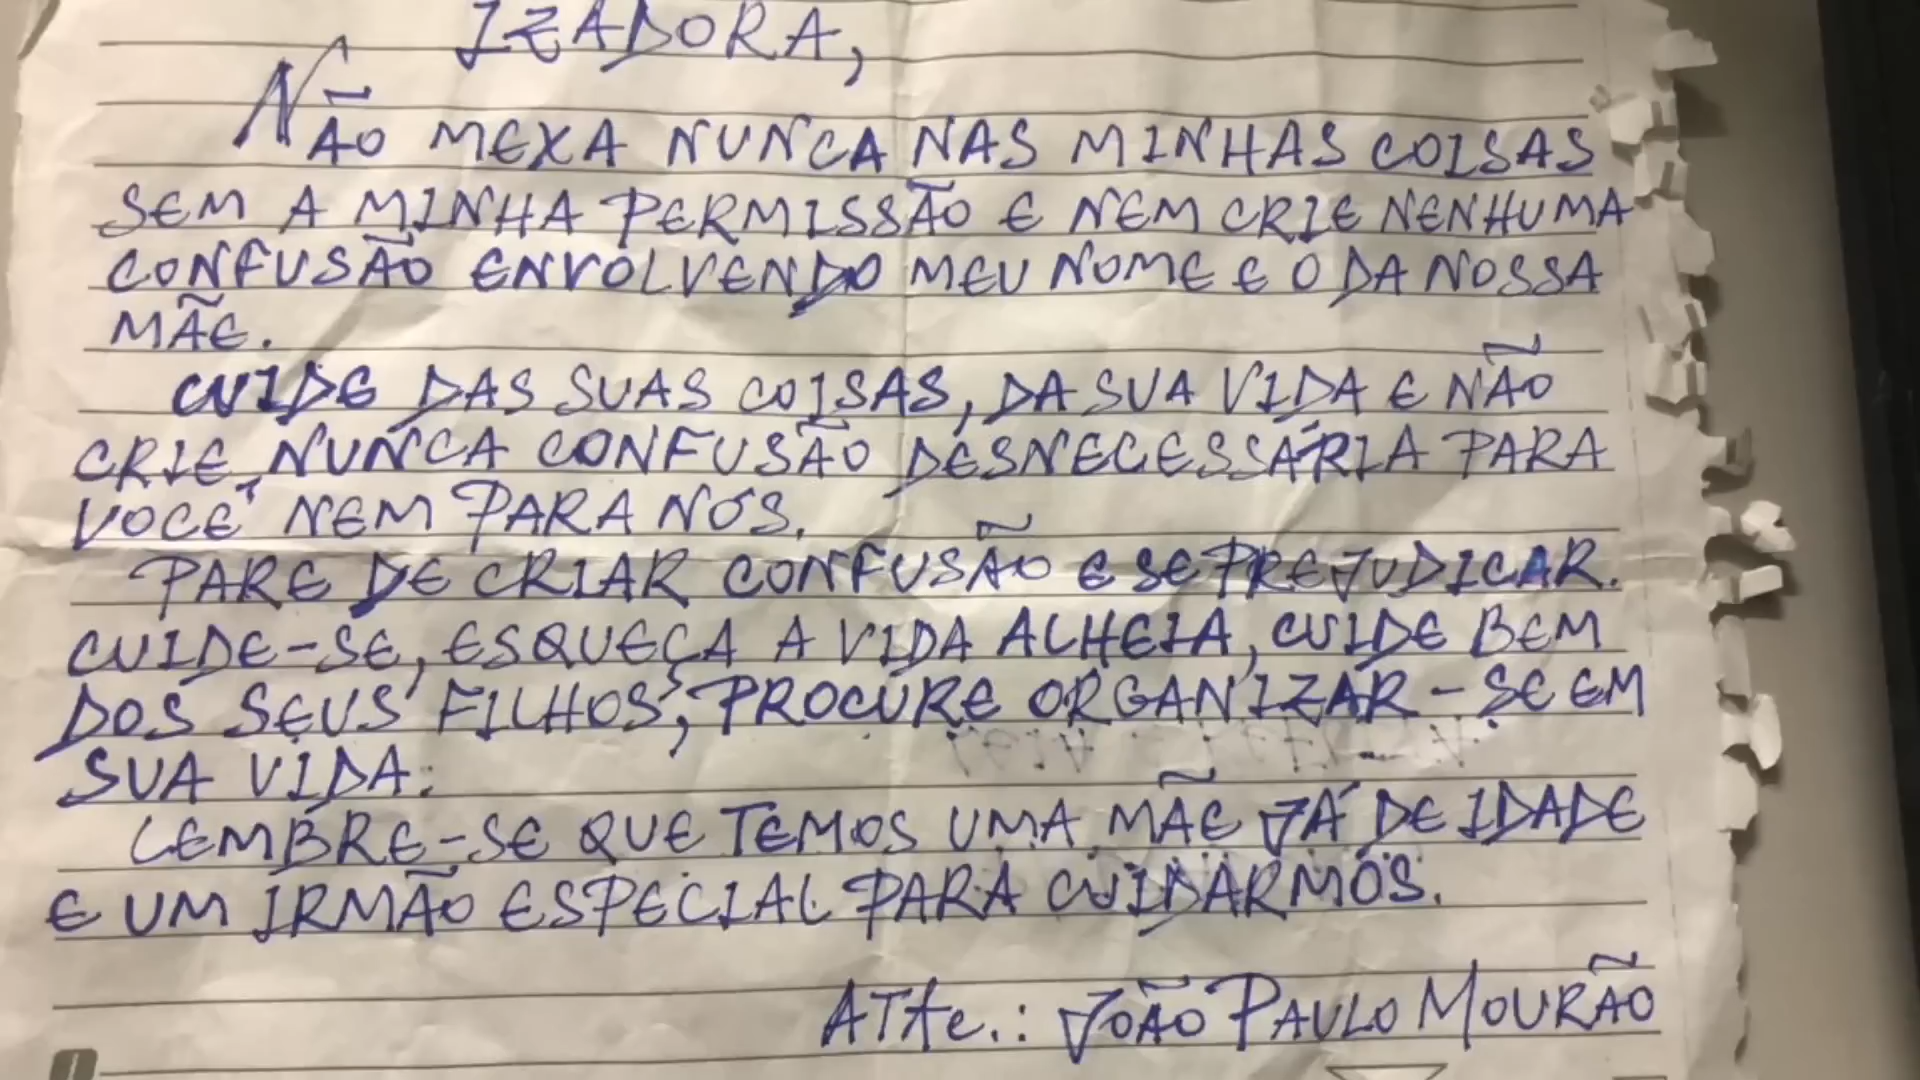 IZADORA,
NÃO MEXA NUNCA NAS MINHAS COISAS
SEM A MINHA PERMISSÃO E NEM CRIE NENHUMA
CONFUSÃO ENVOLVENDO MEU NOME E O DA NOSSA
MÃE.
CUIDE DAS SUAS COISAS, DA SUA VIDA E NÃO
CRIE NUNCA CONFUSÃO DESNECESSÁRIA PARA
VOCÊ NEM PARA NÓS.
PARE DE CRIAR CONFUSÃO E SE PREJUDICAR.
CUIDE-SE, ESQUEÇA A VIDA ALHEIA, CUIDE BEM
DOS SEUS FILHOS, PROCURE ORGANIZAR-SE EM
SUA VIDA.
LEMBRE-SE QUE TEMOS UMA MÃE JÁ DE IDADE
E UM IRMÃO ESPECIAL PARA CUIDARMOS.
ATTe.: JOÃO PAULO MOURÃO